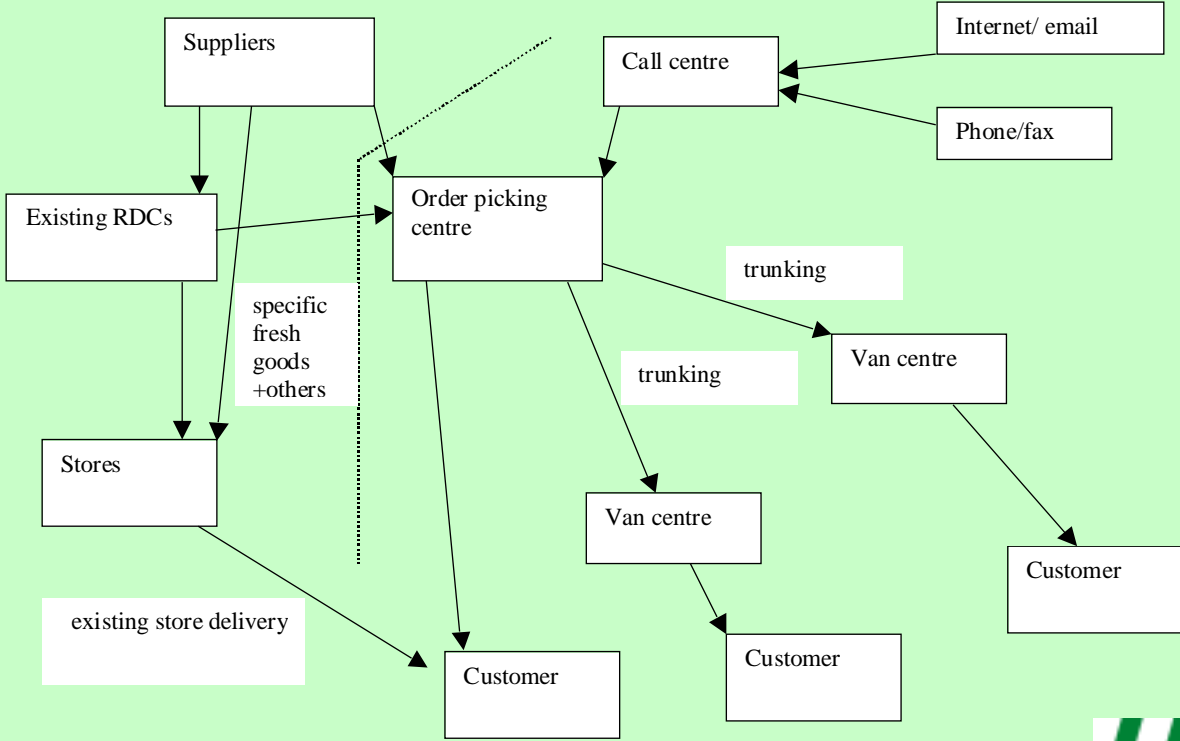 Suppliers
Call centre
Internet/ email
Phone/fax
Existing RDCs
Order picking
centre
trunking
specific
fresh
goods
+others
trunking
Van centre
Stores
Van centre
Customer
existing store delivery
Customer
Customer